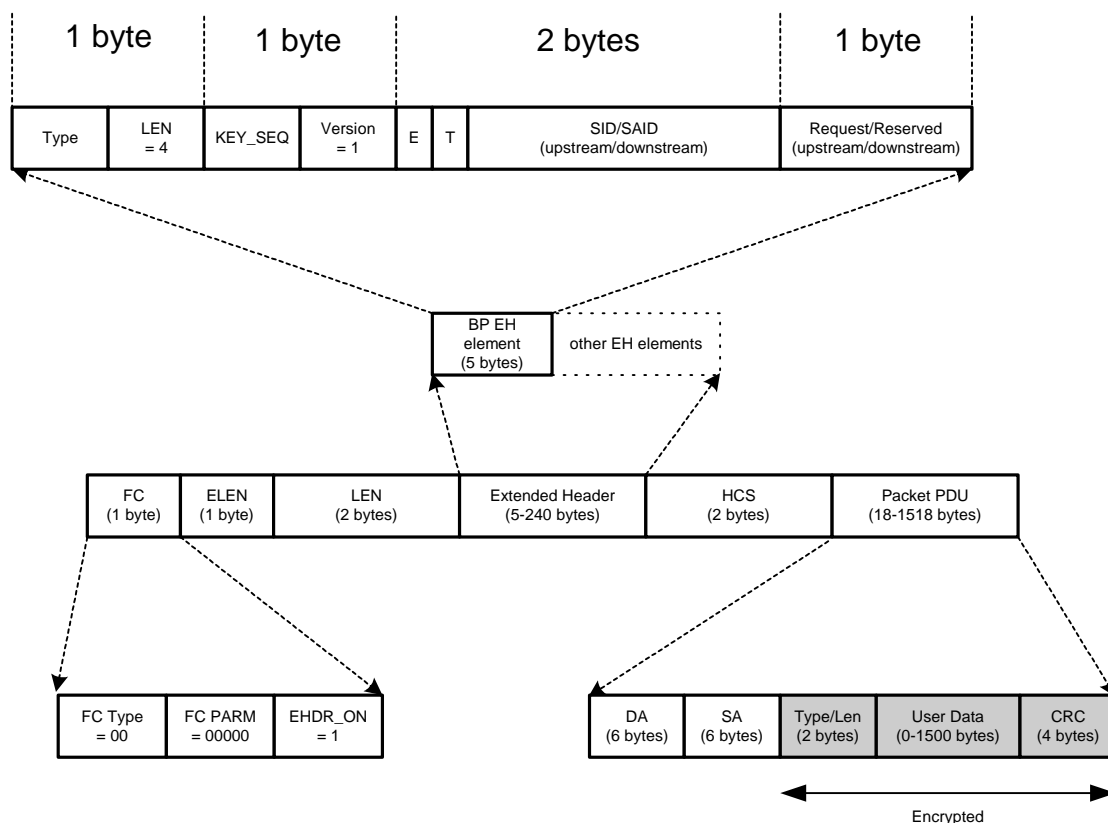 1 byte
1 byte
2 bytes
1 byte
Type
LEN
= 4
KEY_SEQ
Version
= 1
E
T
SID/SAID
(upstream/downstream)
Request/Reserved
(upstream/downstream)
BP EH
element
(5 bytes)
other EH elements
FC
(1 byte)
ELEN
(1 byte)
LEN
(2 bytes)
Extended Header
(5-240 bytes)
HCS
(2 bytes)
Packet PDU
(18-1518 bytes)
FC Type
= 00
FC PARM
= 00000
EHDR_ON
= 1
DA
(6 bytes)
SA
(6 bytes)
Type/Len
(2 bytes)
User Data
(0-1500 bytes)
CRC
(4 bytes)
Encrypted